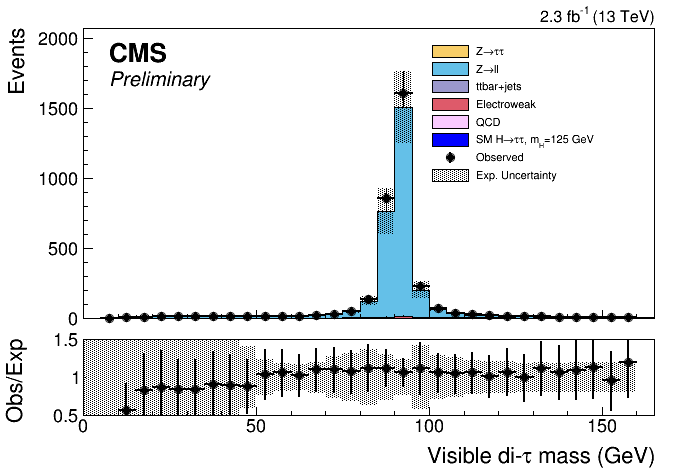 2.3 fb⁻¹ (13 TeV)
Events
2000
1500
1000
500
0
CMS
Preliminary
Z→ττ
Z→ll
ttbar+jets
Electroweak
QCD
SM H→ττ, m_H=125 GeV
Observed
Exp. Uncertainty
Obs/Exp
1.5
1
0.5
0 50 100 150
Visible di-τ mass (GeV)